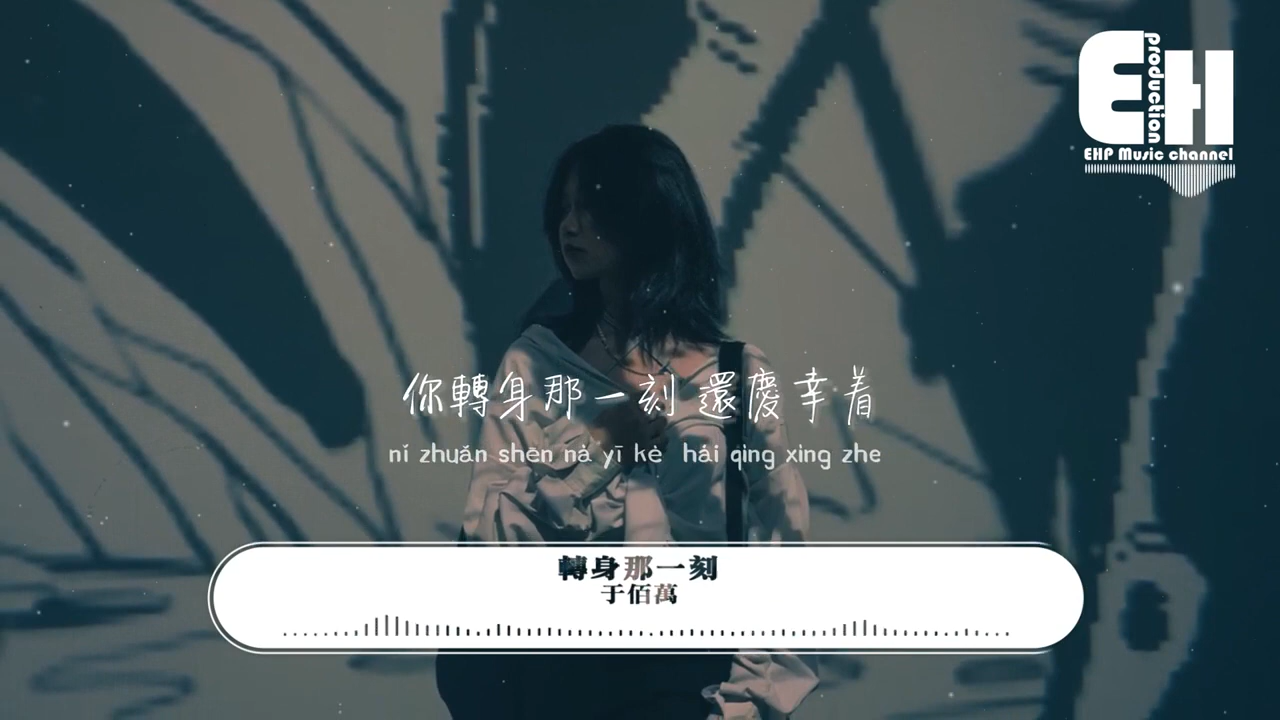 EH
production
EHP Music channel
你轉身那一刻 還慶幸着
nǐ zhuǎn shēn nà yī kè hái qìng xìng zhe
轉身那一刻
于佰萬